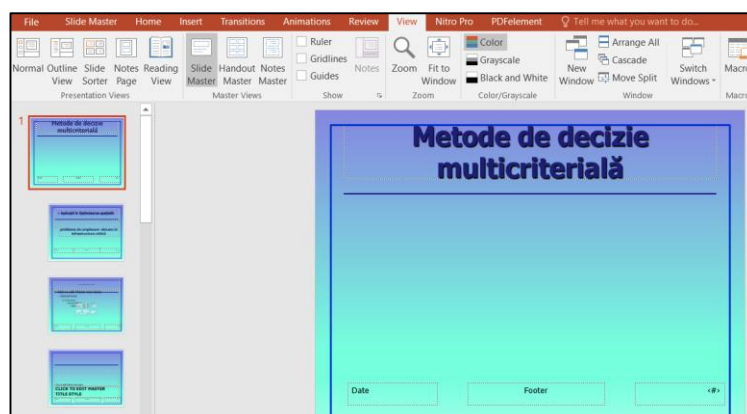 File Slide Master Home Insert Transitions Animations Review View Nitro Pro PDFelement Tell me what you want to do...
Normal Outline View Slide Sorter Notes Page Reading View
Presentation Views
Slide Master Handout Master Notes Master
Master Views
Ruler
Gridlines
Guides
Notes
Show
Zoom Fit to Window
Zoom
Color
Grayscale
Black and White
Color/Grayscale
New Window
Arrange All
Cascade
Move Split
Switch Windows
Window
Macro
Macro
1
Metode de decizie
multicriterială
CLICK TO EDIT MASTER
TITLE STYLE
Metode de decizie
multicriterială
Date Footer ‹#›